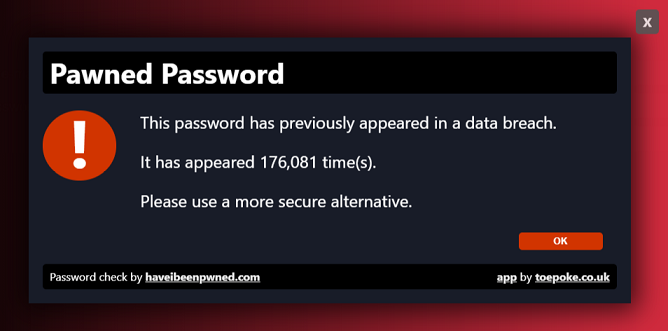 X
Pawned Password
!
This password has previously appeared in a data breach.
It has appeared 176,081 time(s).
Please use a more secure alternative.
OK
Password check by haveibeenpwned.com
app by toepoke.co.uk